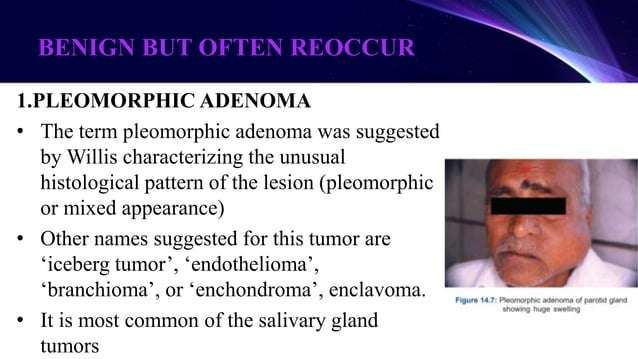 BENIGN BUT OFTEN REOCCUR
1.PLEOMORPHIC ADENOMA
• The term pleomorphic adenoma was suggested
by Willis characterizing the unusual
histological pattern of the lesion (pleomorphic
or mixed appearance)
• Other names suggested for this tumor are
‘iceberg tumor’, ‘endothelioma’,
‘branchioma’, or ‘enchondroma’, enclavoma.
• It is most common of the salivary gland
tumors
Figure 14.7: Pleomorphic adenoma of parotid gland
showing huge swelling